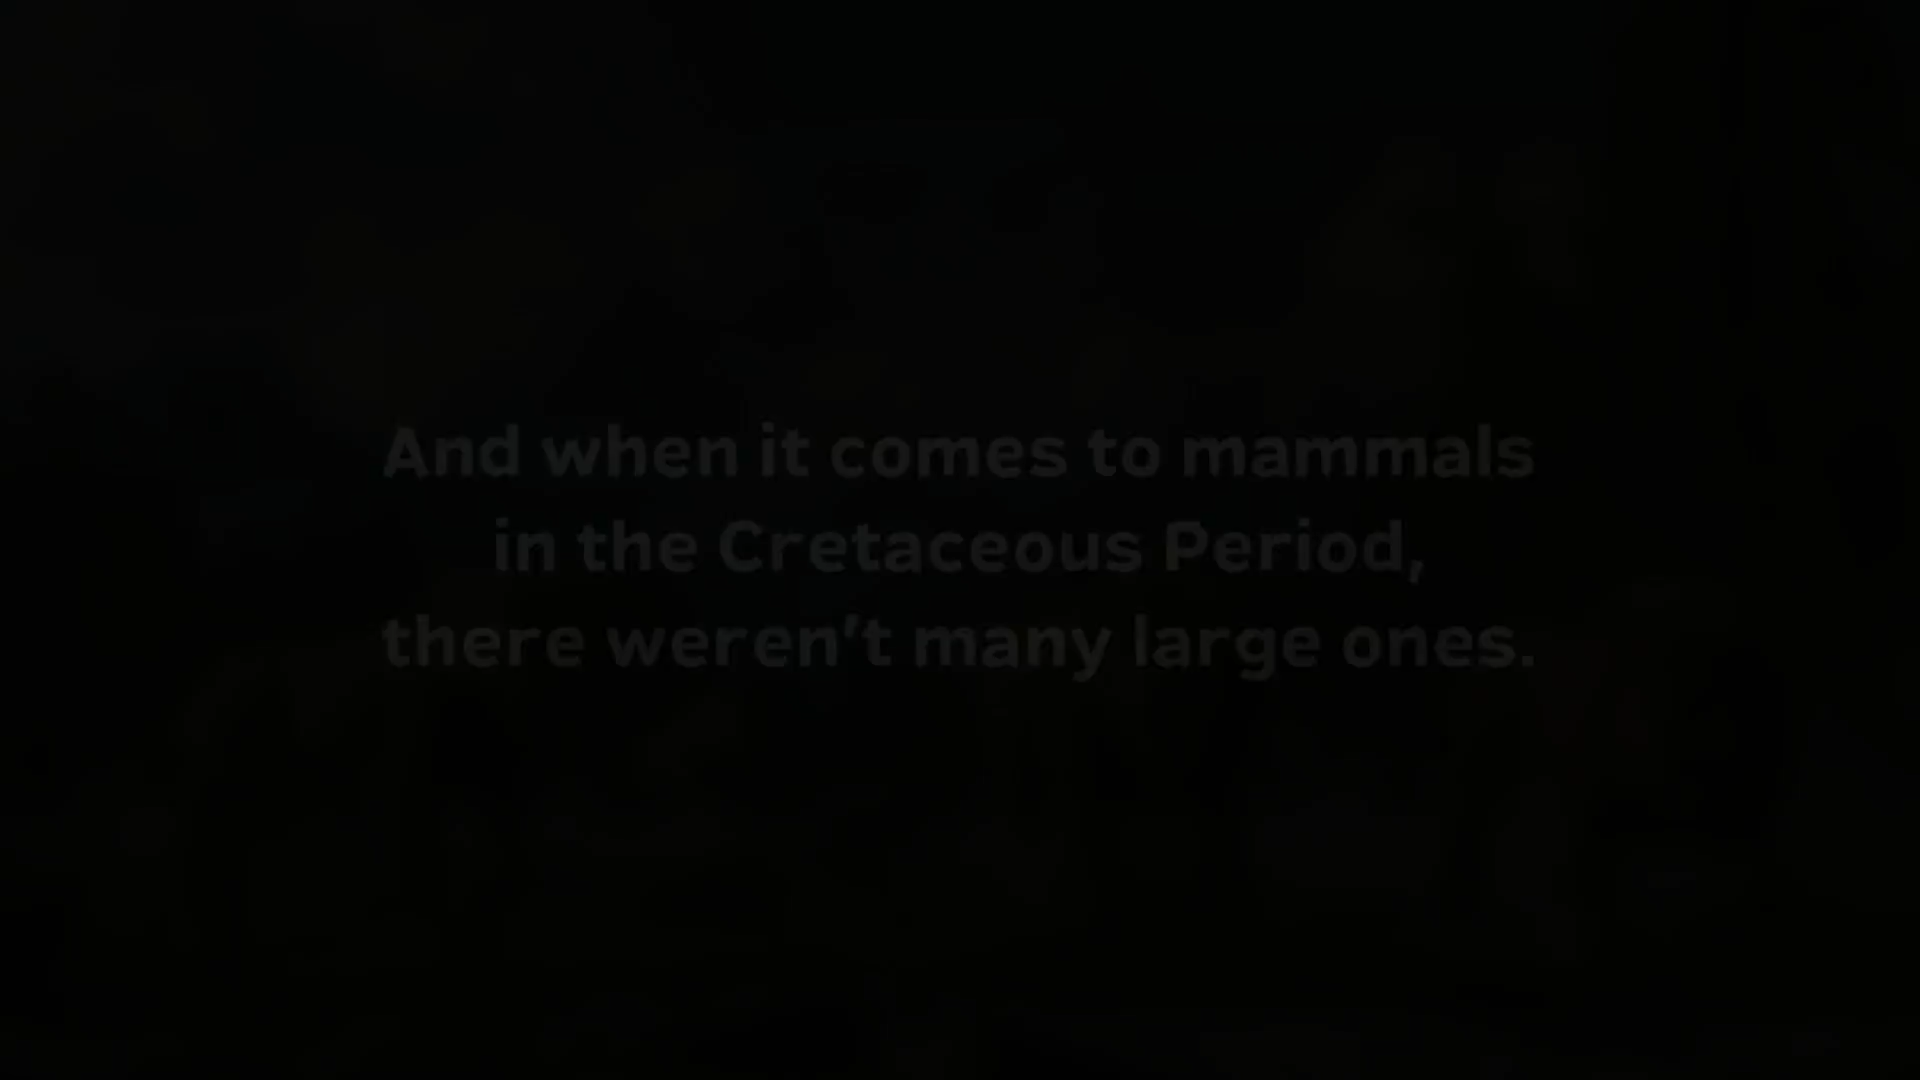 And when it comes to mammals
in the Cretaceous Period,
there weren't many large ones.